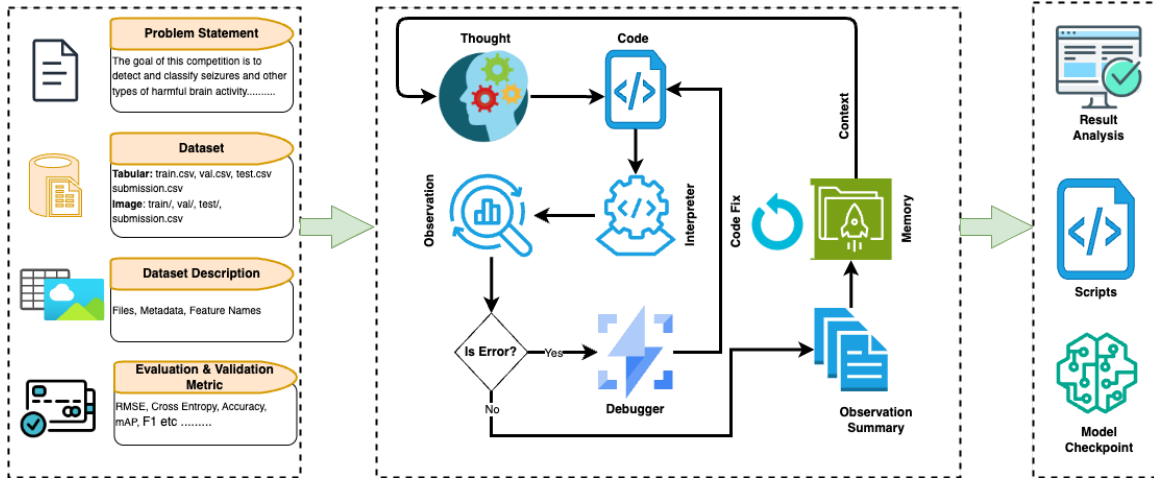 Problem Statement
The goal of this competition is to
detect and classify seizures and other
types of harmful brain activity..........
Dataset
Tabular: train.csv, val.csv, test.csv
submission.csv
Image: train/, val/, test/,
submission.csv
Dataset Description
Files, Metadata, Feature Names
Evaluation & Validation
Metric
RMSE, Cross Entropy, Accuracy,
mAP, F1 etc .........
Thought
Code
Context
Observation
Interpreter
Code Fix
Memory
Is Error?
Yes
Debugger
No
Observation
Summary
Result
Analysis
Scripts
Model
Checkpoint